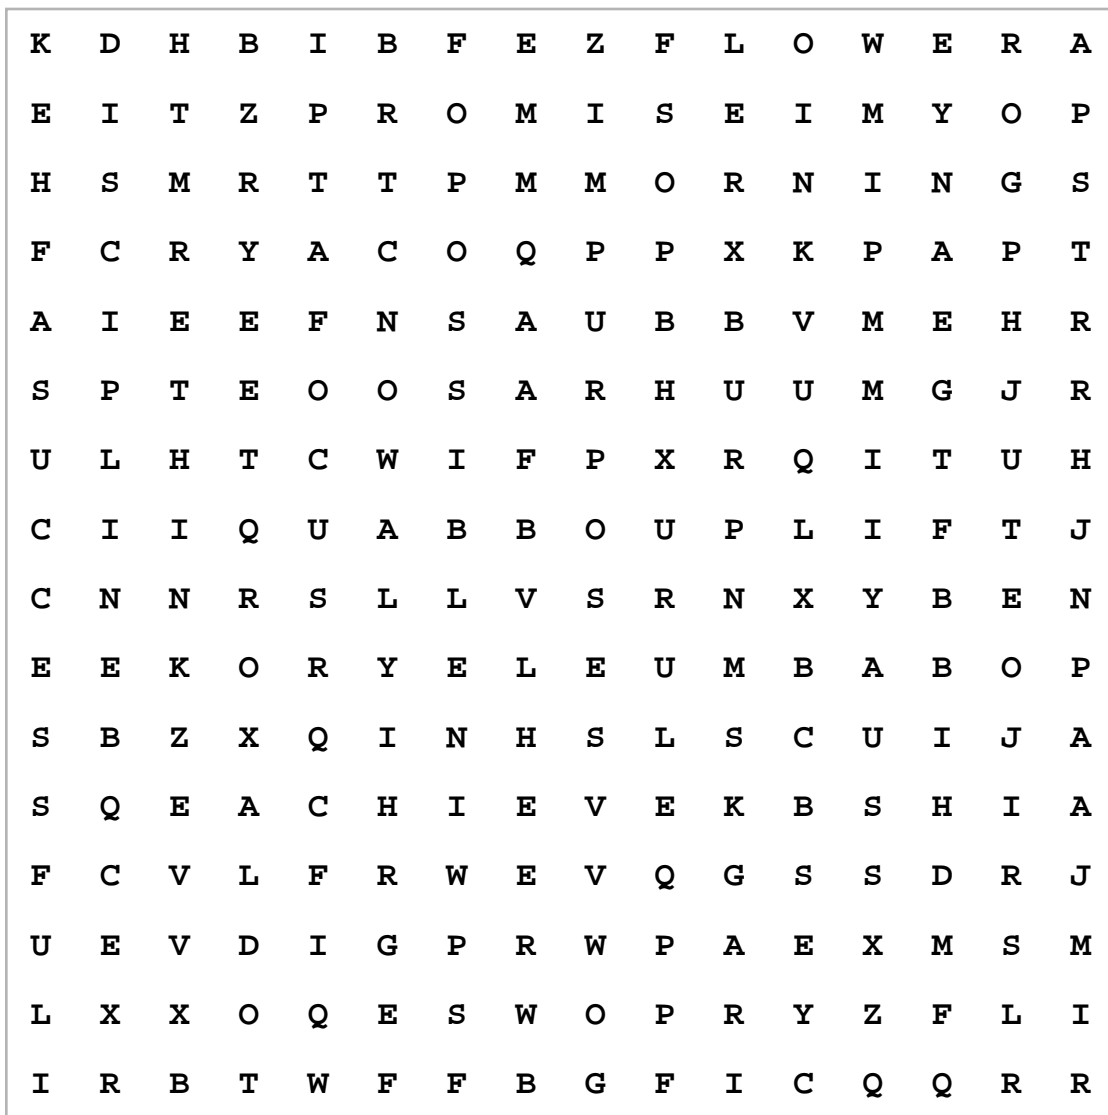 K D H B I B F E Z F L O W E R A
E I T Z P R O M I S E I M Y O P
H S M R T T P M M O R N I N G S
F C R Y A C O Q P P X K P A P T
A I E E F N S A U B B V M E H R
S P T E O O S A R H U U M G J R
U L H T C W I F P X R Q I T U H
C I I Q U A B B O U P L I F T J
C N N R S L L V S R N X Y B E N
E E K O R Y E L E U M B A B O P
S B Z X Q I N H S L S C U I J A
S Q E A C H I E V E K B S H I A
F C V L F R W E V Q G S S D R J
U E V D I G P R W P A E X M S M
L X X O Q E S W O P R Y Z F L I
I R B T W F F B G F I C Q Q R R